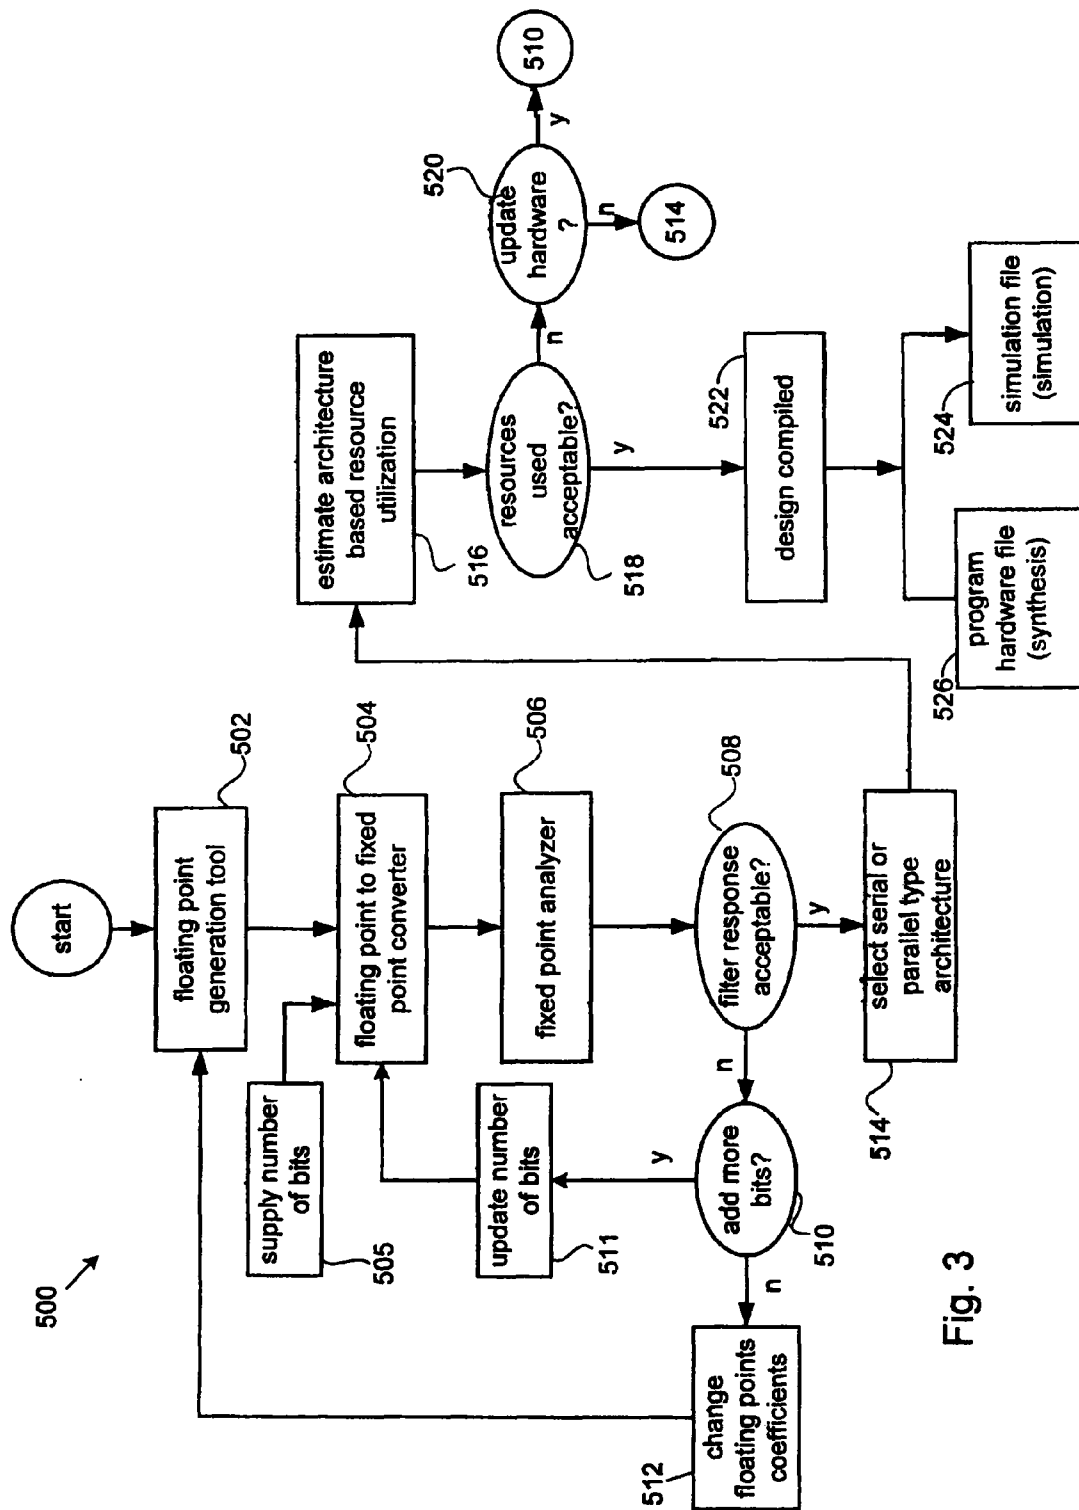 500
start
floating point
generation tool
502
supply number
of bits
505
floating point to fixed
point converter
504
update number
of bits
511
fixed point analyzer
506
filter response
acceptable?
508
n
y
add more
bits?
510
y
n
change
floating points
coefficients
512
select serial or
parallel type
architecture
514
estimate architecture
based resource
utilization
516
resources
used
acceptable?
518
n
y
update
hardware
?
520
y
n
510
514
design compiled
522
program
hardware file
(synthesis)
526
simulation file
(simulation)
524
Fig. 3